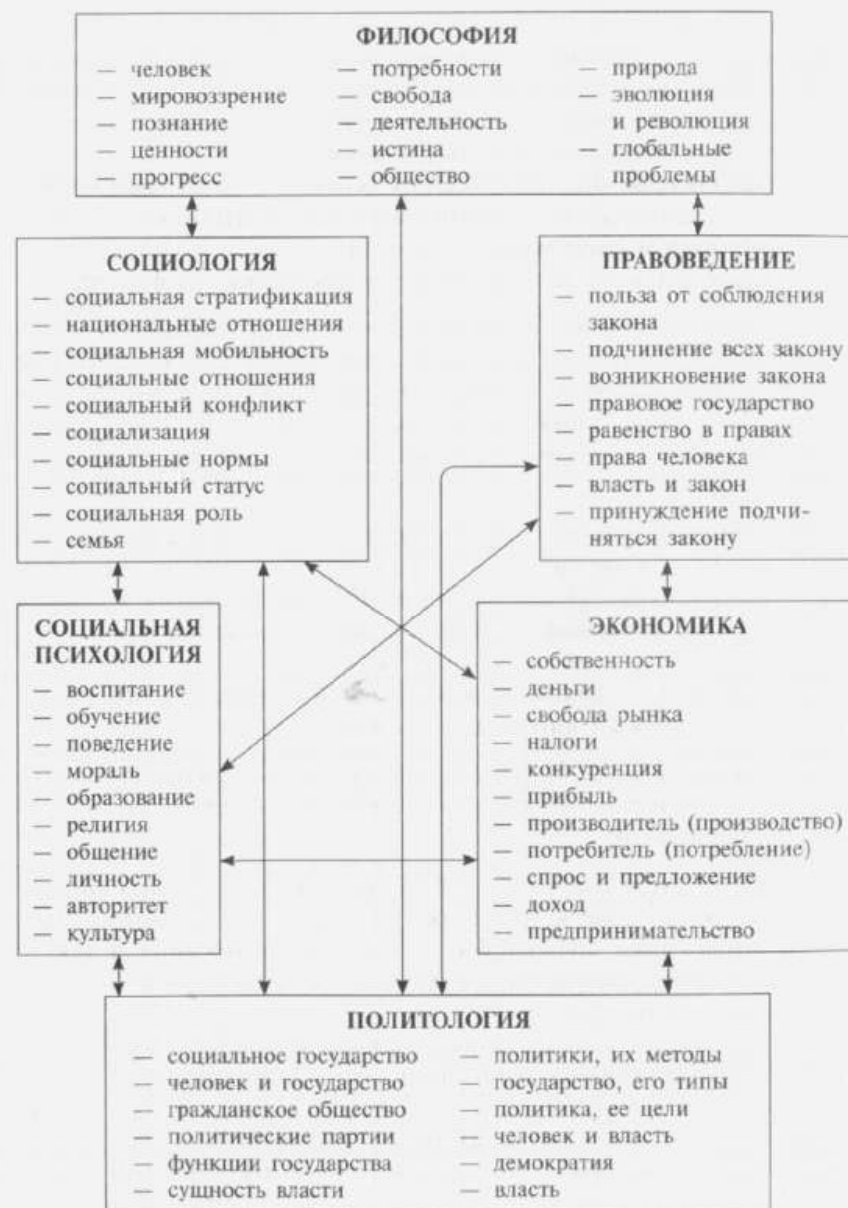 ФИЛОСОФИЯ
— человек
— мировоззрение
— познание
— ценности
— прогресс
— потребности
— свобода
— деятельность
— истина
— общество
— природа
— эволюция
и революция
— глобальные
проблемы
СОЦИОЛОГИЯ
— социальная стратификация
— национальные отношения
— социальная мобильность
— социальные отношения
— социальный конфликт
— социализация
— социальные нормы
— социальный статус
— социальная роль
— семья
ПРАВОВЕДЕНИЕ
— польза от соблюдения
закона
— подчинение всех закону
— возникновение закона
— правовое государство
— равенство в правах
— права человека
— власть и закон
— принуждение подчи-
няться закону
СОЦИАЛЬНАЯ
ПСИХОЛОГИЯ
— воспитание
— обучение
— поведение
— мораль
— образование
— религия
— общение
— личность
— авторитет
— культура
ЭКОНОМИКА
— собственность
— деньги
— свобода рынка
— налоги
— конкуренция
— прибыль
— производитель (производство)
— потребитель (потребление)
— спрос и предложение
— доход
— предпринимательство
ПОЛИТОЛОГИЯ
— социальное государство
— человек и государство
— гражданское общество
— политические партии
— функции государства
— сущность власти
— политики, их методы
— государство, его типы
— политика, ее цели
— человек и власть
— демократия
— власть